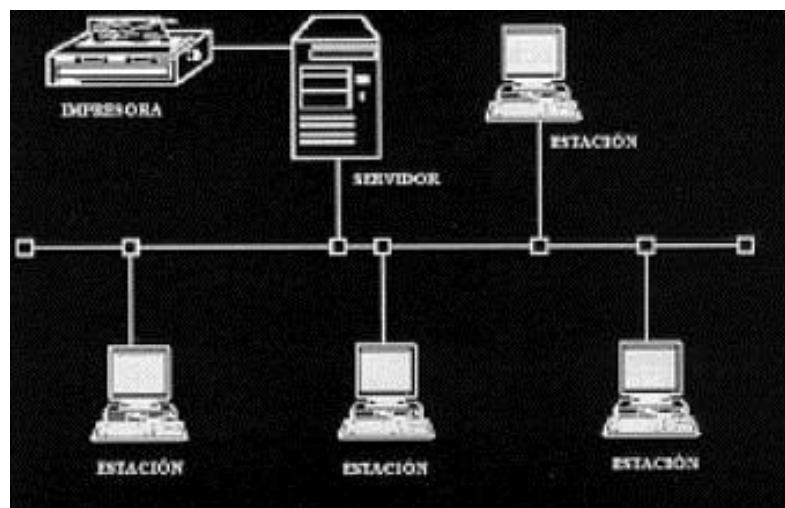 IMPRESORA
ESTACIÓN
SERVIDOR
ESTACIÓN
ESTACIÓN
ESTACIÓN